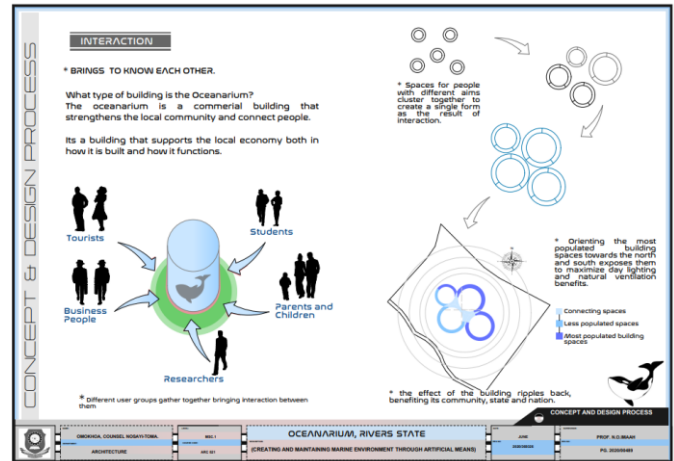 CONCEPT & DESIGN PROCESS
INTERACTION
* BRINGS TO KNOW EACH OTHER.
What type of building is the Oceanarium?
The oceanarium is a commerial building that
strengthens the local community and connect people.
Its a building that supports the local economy both in
how it is built and how it functions.
Tourists
Students
Business
People
Parents and
Children
Researchers
* Different user groups gather together bringing interaction between
them
* Spaces for people
with different aims
cluster together to
create a single form
as the result of
interaction.
* Orienting the most
populated building
spaces towards the north
and south exposes them
to maximize day lighting
and natural ventilation
benefits.
Connecting spaces
Less populated spaces
Most populated building
spaces
* the effect of the building ripples back,
benefiting its community, state and nation.
CONCEPT AND DESIGN PROCESS
OMOKHOA, COUNSEL NOSAYI-TOMA.
ARCHITECTURE
MSC. I
OCEANARIUM, RIVERS STATE
(CREATING AND MAINTAINING MARINE ENVIRONMENT THROUGH ARTIFICIAL MEANS)
JUNE
PROF. N.O.IMAAH